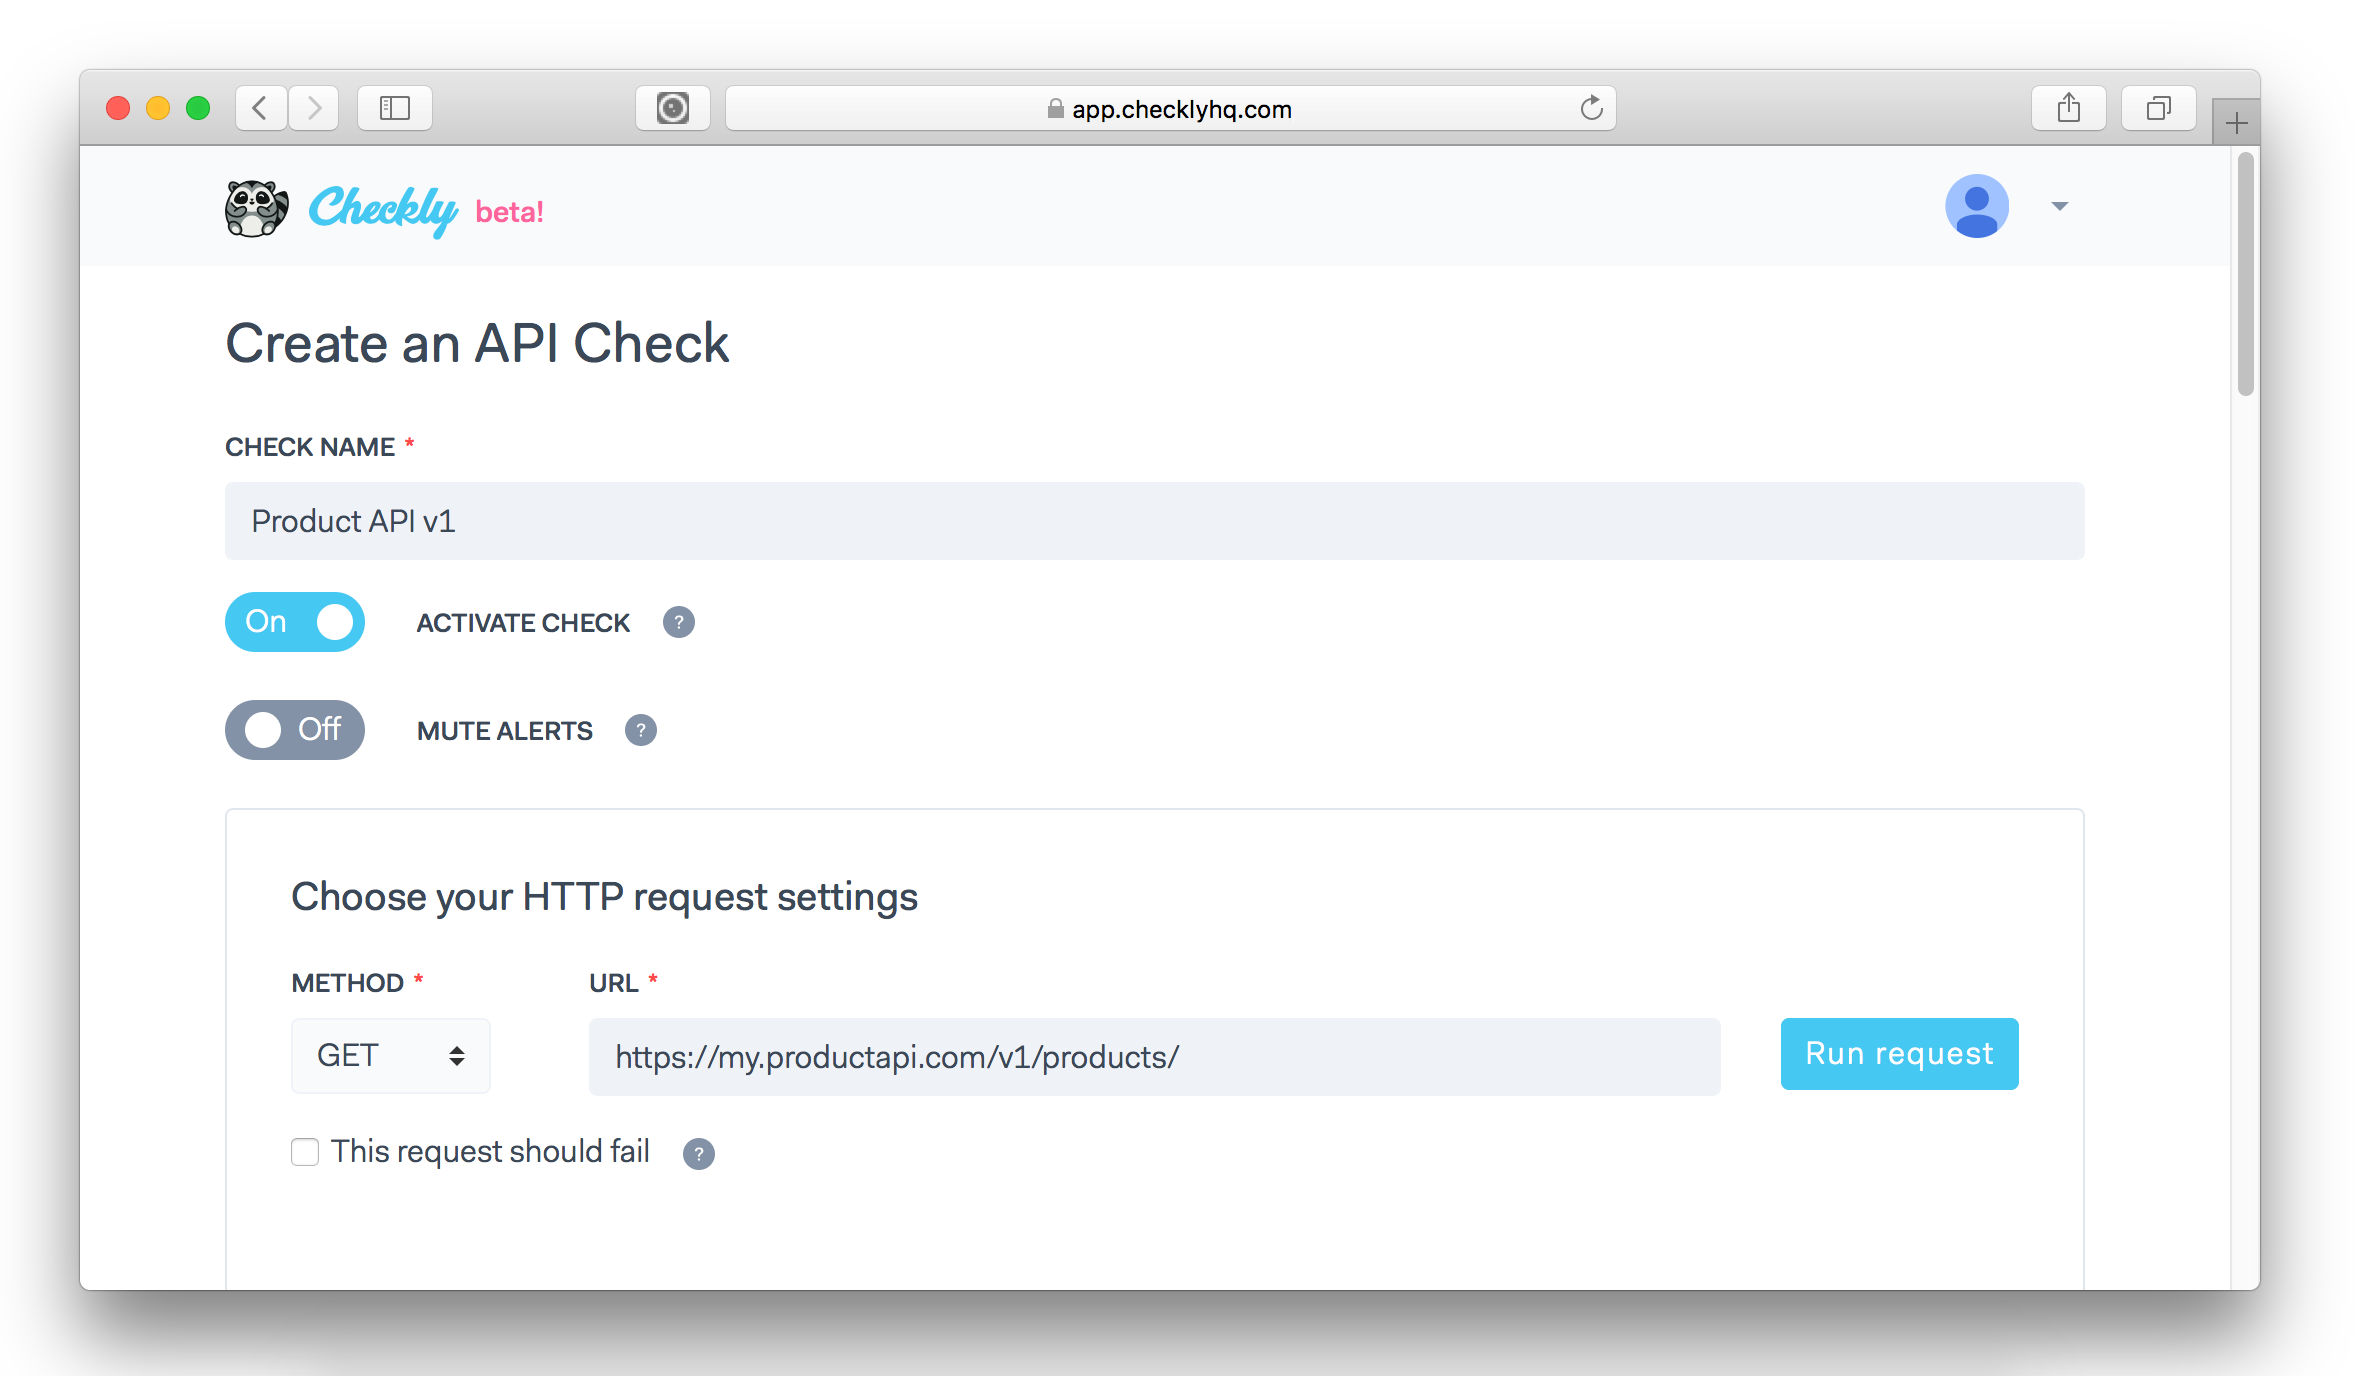 app.checklyhq.com
Checkly beta!
Create an API Check
CHECK NAME *
Product API v1
On ACTIVATE CHECK ?
Off MUTE ALERTS ?
Choose your HTTP request settings
METHOD * URL *
GET https://my.productapi.com/v1/products/ Run request
This request should fail ?